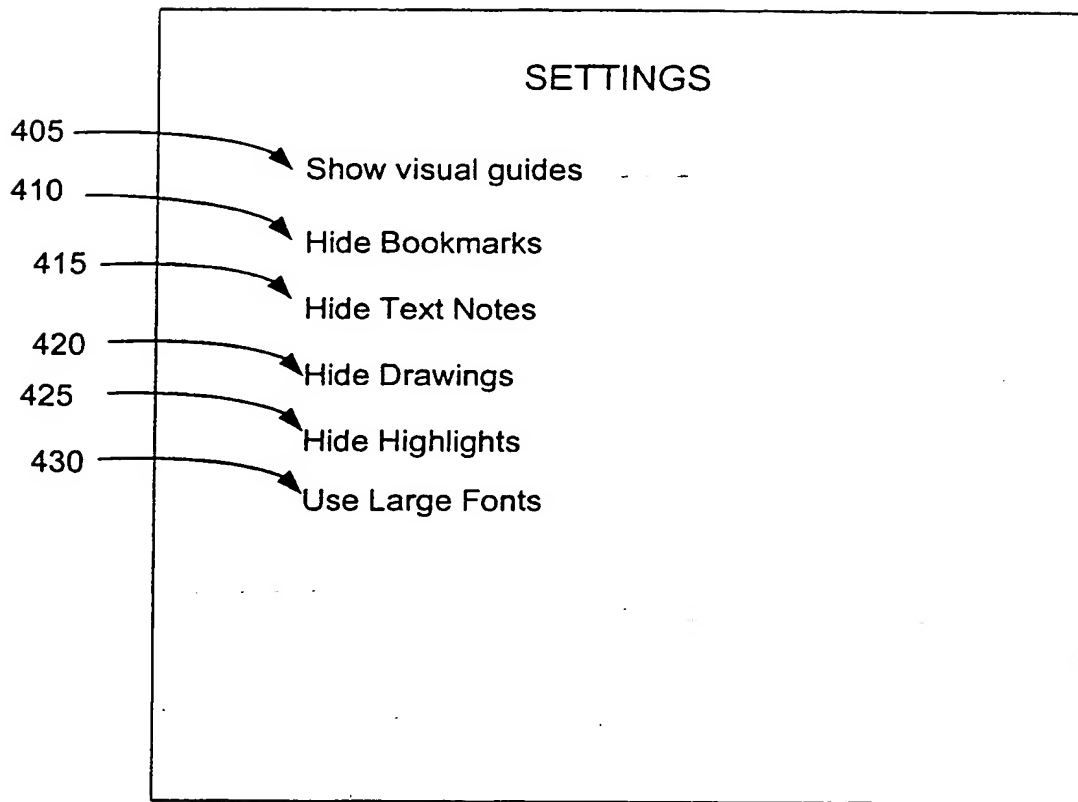 SETTINGS
405
Show visual guides
410
Hide Bookmarks
415
Hide Text Notes
420
Hide Drawings
425
Hide Highlights
430
Use Large Fonts